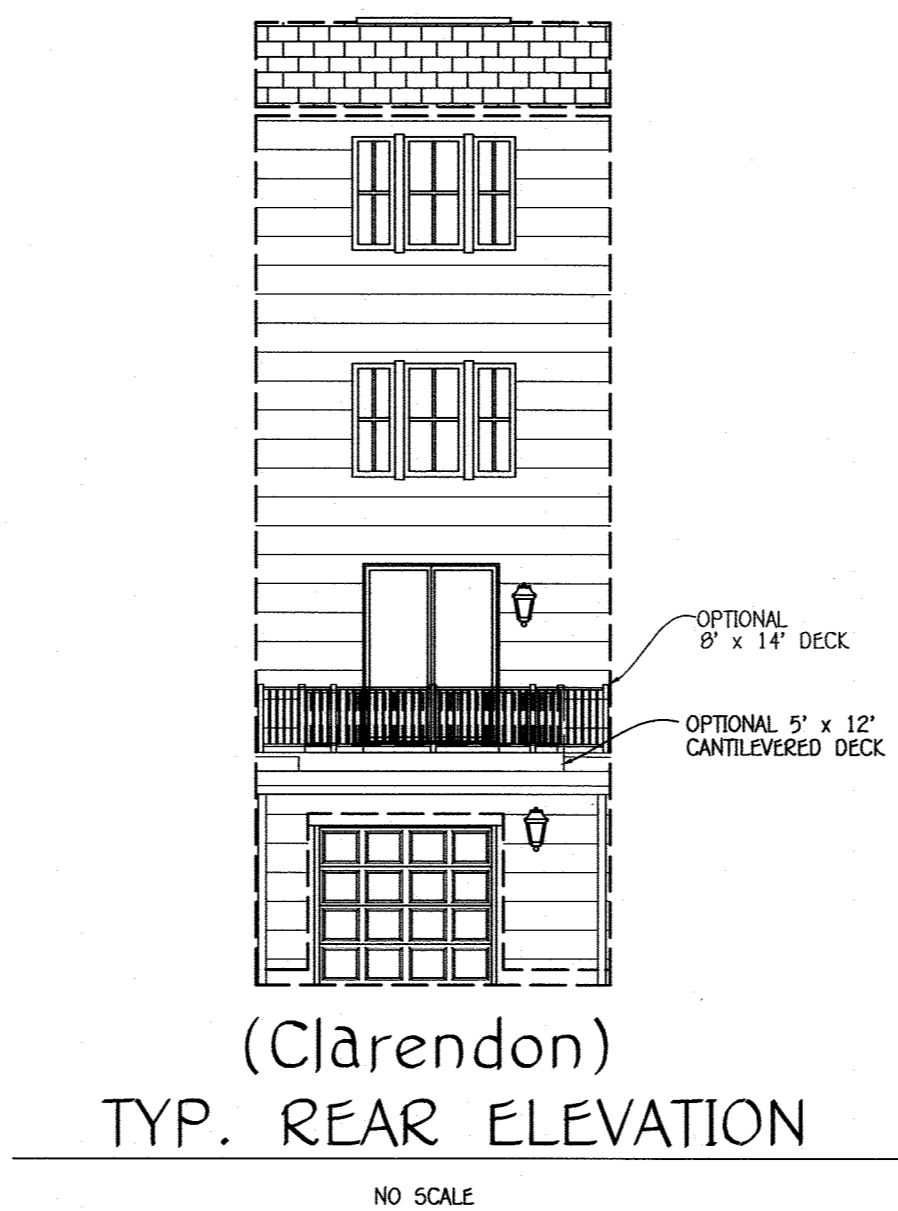 OPTIONAL
8' x 14' DECK
OPTIONAL 5' x 12'
CANTILEVERED DECK
(Clarendon)
TYP. REAR ELEVATION
NO SCALE